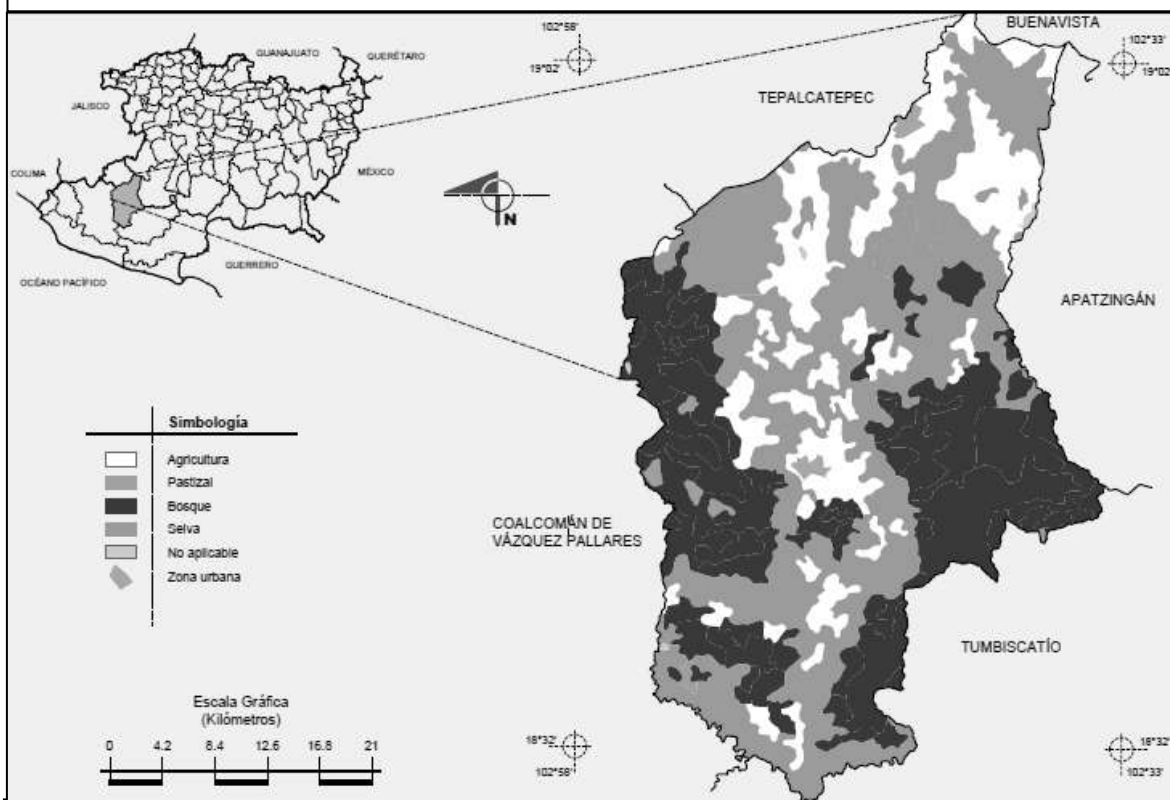 BUENAVISTA
102°58'
102°33'
19°02'
19°02'
GUANAJUATO
QUERÉTARO
JALISCO
TEPALCATEPEC
COLIMA
MÉXICO
N
GUERRERO
OCÉANO PACÍFICO
APATZINGÁN
Simbología
Agricultura
Pastizal
Bosque
Selva
No aplicable
Zona urbana
COALCOMÁN DE
VÁZQUEZ PALLARES
TUMBISCATÍO
Escala Gráfica
(Kilómetros)
0 4.2 8.4 12.6 16.8 21
18°32'
102°58'
18°32'
102°33'